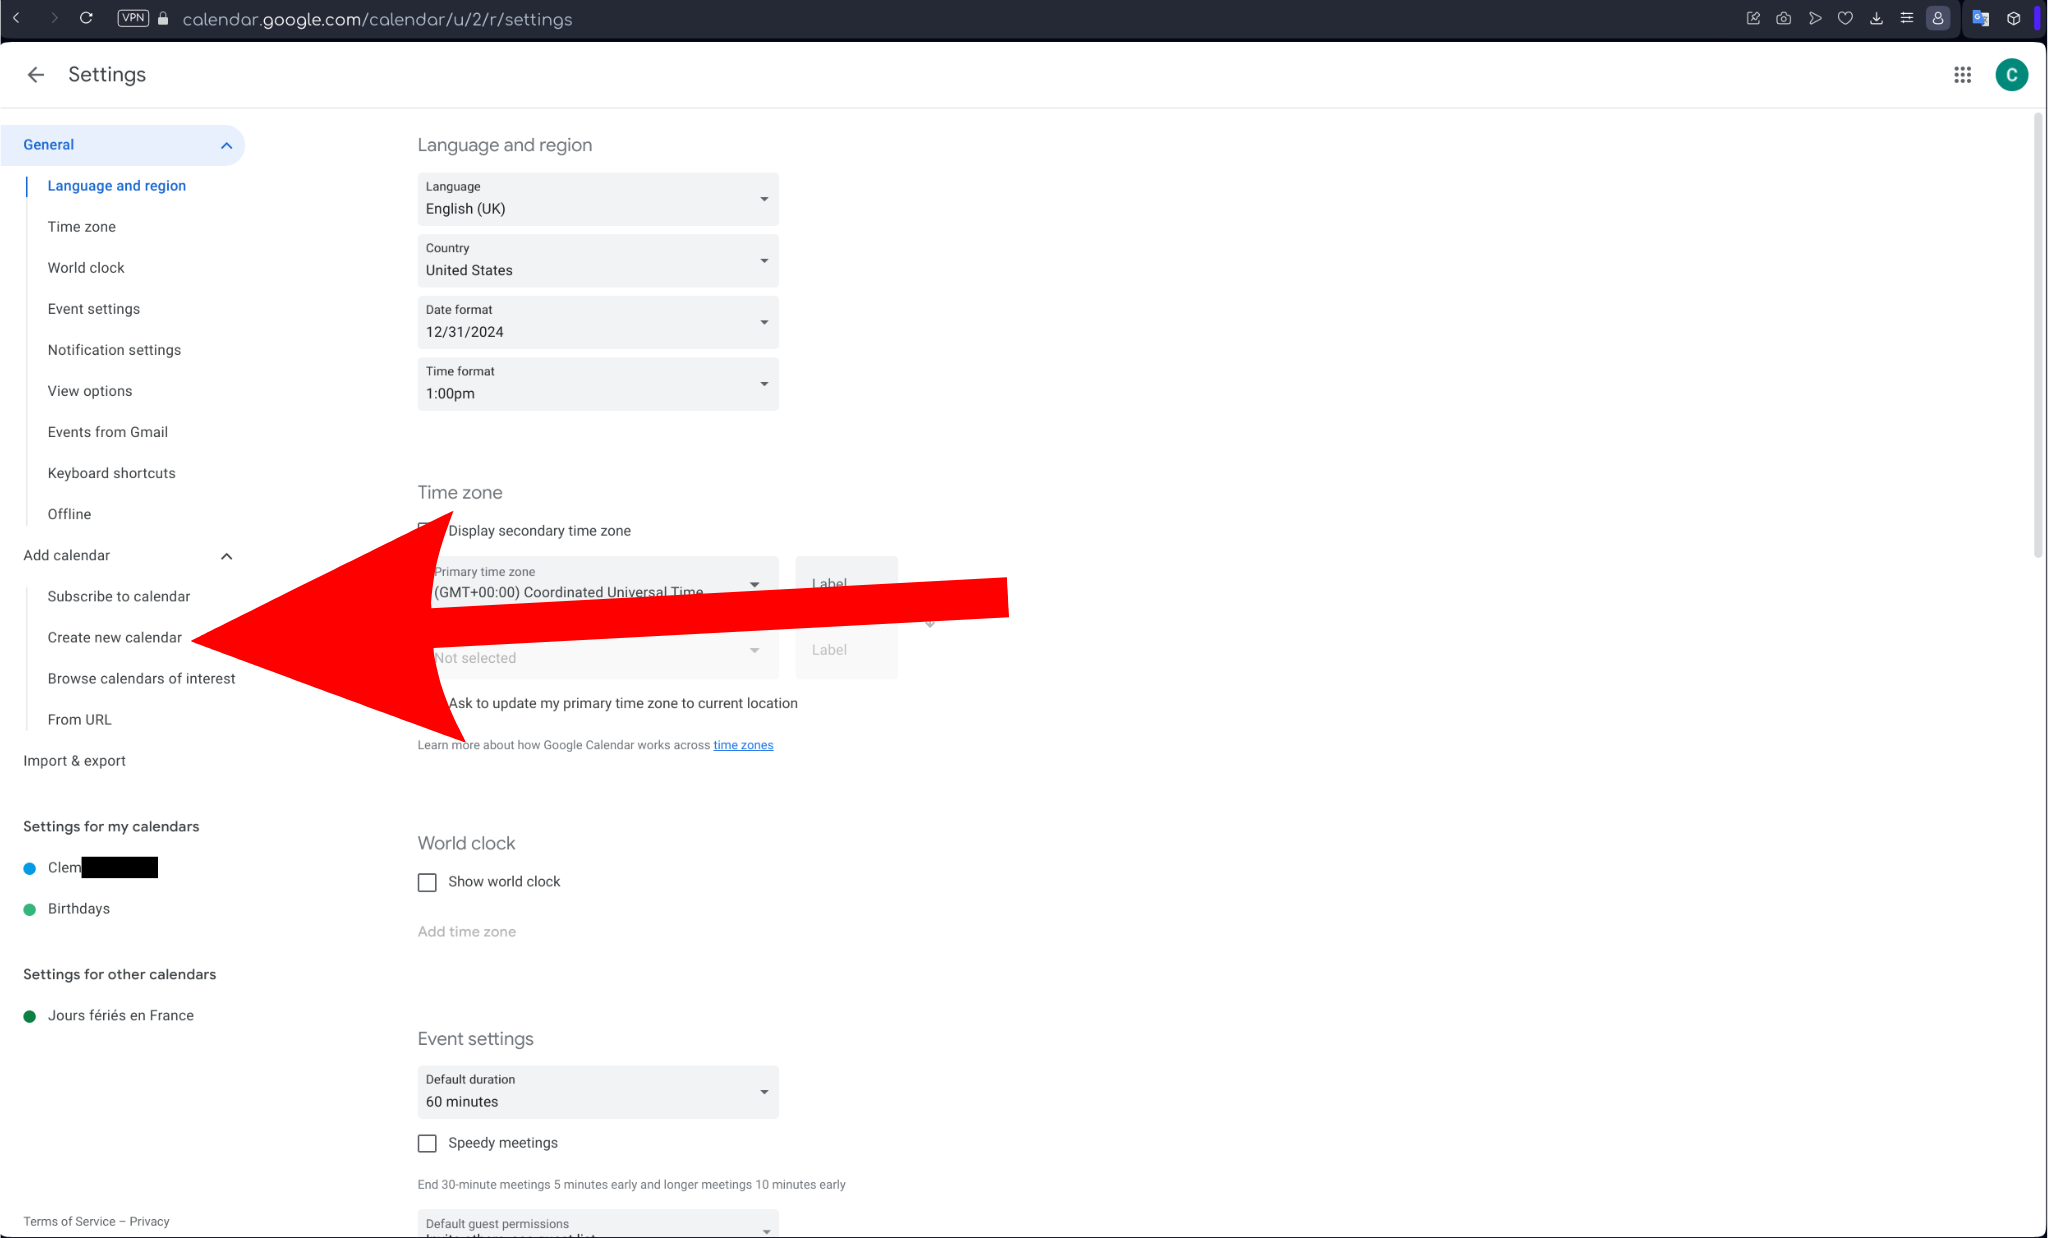 VPN
calendar.google.com/calendar/u/2/r/settings
Settings
C
General
Language and region
Time zone
World clock
Event settings
Notification settings
View options
Events from Gmail
Keyboard shortcuts
Offline
Add calendar
Subscribe to calendar
Create new calendar
Browse calendars of interest
From URL
Import & export
Settings for my calendars
Clem
Birthdays
Settings for other calendars
Jours fériés en France
Terms of Service – Privacy
Language and region
Language
English (UK)
Country
United States
Date format
12/31/2024
Time format
1:00pm
Time zone
Display secondary time zone
Primary time zone
(GMT+00:00) Coordinated Universal Time
Label
Not selected
Label
Ask to update my primary time zone to current location
Learn more about how Google Calendar works across time zones
World clock
Show world clock
Add time zone
Event settings
Default duration
60 minutes
Speedy meetings
End 30-minute meetings 5 minutes early and longer meetings 10 minutes early
Default guest permissions